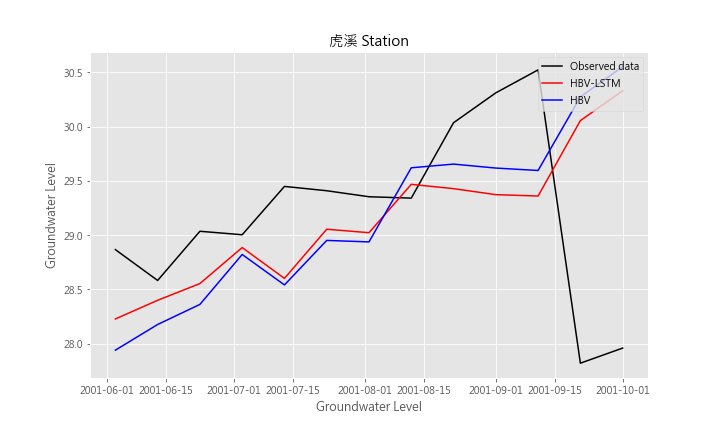 虎溪 Station
Observed data
HBV-LSTM
HBV
Groundwater Level
30.5
30.0
29.5
29.0
28.5
28.0
2001-06-01 2001-06-15 2001-07-01 2001-07-15 2001-08-01 2001-08-15 2001-09-01 2001-09-15 2001-10-01
Groundwater Level